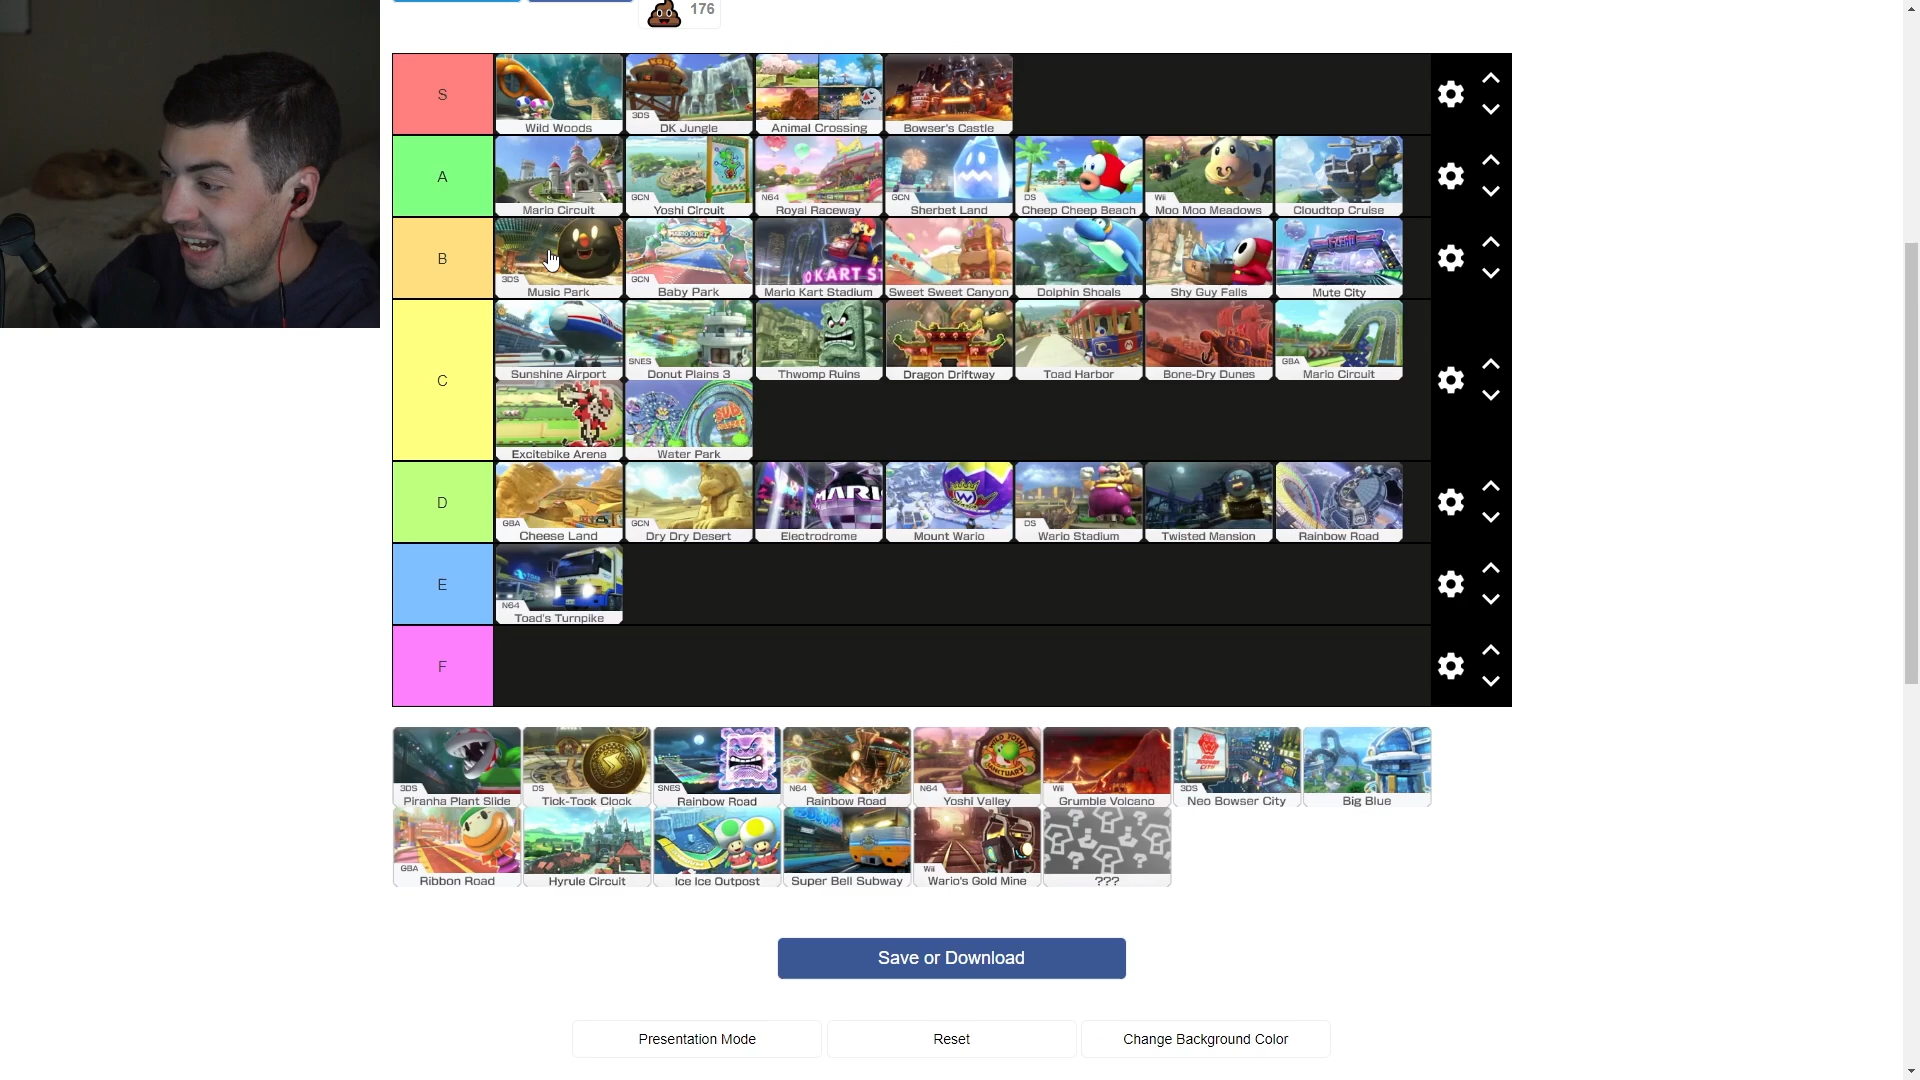 176
S
Wild Woods
3DS
DK Jungle
Animal Crossing
Bowser's Castle
A
Mario Circuit
GCN
Yoshi Circuit
N64
Royal Raceway
GCN
Sherbet Land
DS
Cheep Cheep Beach
Wii
Moo Moo Meadows
Cloudtop Cruise
B
3DS
Music Park
GCN
Baby Park
Mario Kart Stadium
Sweet Sweet Canyon
Dolphin Shoals
Shy Guy Falls
Mute City
C
Sunshine Airport
SNES
Donut Plains 3
Thwomp Ruins
Dragon Driftway
Toad Harbor
Bone-Dry Dunes
GBA
Mario Circuit
Excitebike Arena
Water Park
D
GBA
Cheese Land
GCN
Dry Dry Desert
Electrodrome
Mount Wario
DS
Wario Stadium
Twisted Mansion
Rainbow Road
E
N64
Toad's Turnpike
F
3DS
Piranha Plant Slide
DS
Tick-Tock Clock
SNES
Rainbow Road
N64
Rainbow Road
N64
Yoshi Valley
Wii
Grumble Volcano
3DS
Neo Bowser City
Big Blue
GBA
Ribbon Road
Hyrule Circuit
Ice Ice Outpost
Super Bell Subway
Wii
Wario's Gold Mine
???
Save or Download
Presentation Mode
Reset
Change Background Color